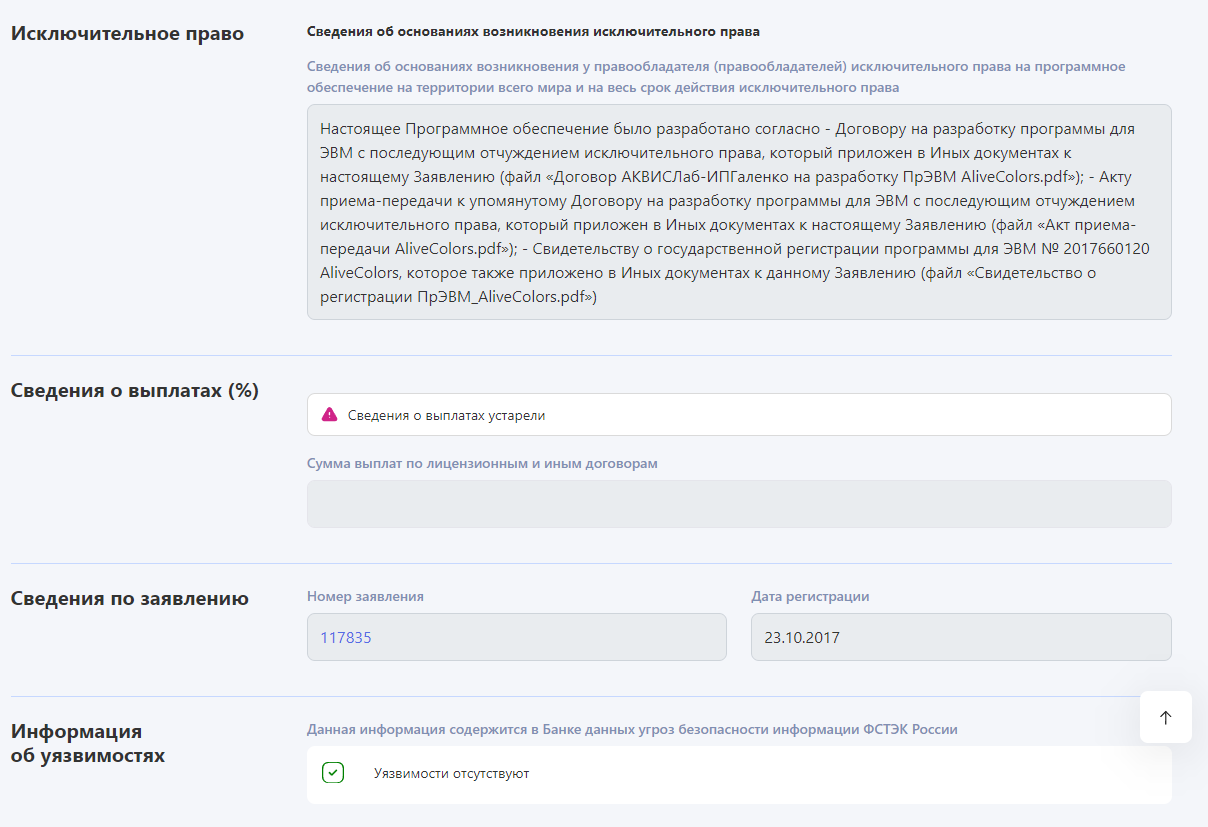 Исключительное право
Сведения об основаниях возникновения исключительного права
Сведения об основаниях возникновения у правообладателя (правообладателей) исключительного права на программное
обеспечение на территории всего мира и на весь срок действия исключительного права
Настоящее Программное обеспечение было разработано согласно - Договору на разработку программы для
ЭВМ с последующим отчуждением исключительного права, который приложен в Иных документах к
настоящему Заявлению (файл «Договор АКВИСЛаб-ИПГаленко на разработку ПрЭВМ AliveColors.pdf»); - Акту
приема-передачи к упомянутому Договору на разработку программы для ЭВМ с последующим отчуждением
исключительного права, который приложен в Иных документах к настоящему Заявлению (файл «Акт приема-
передачи AliveColors.pdf»); - Свидетельству о государственной регистрации программы для ЭВМ № 2017660120
AliveColors, которое также приложено в Иных документах к данному Заявлению (файл «Свидетельство о
регистрации ПрЭВМ_AliveColors.pdf»)
Сведения о выплатах (%)
Сведения о выплатах устарели
Сумма выплат по лицензионным и иным договорам
Сведения по заявлению
Номер заявления
Дата регистрации
117835
23.10.2017
Информация
об уязвимостях
Данная информация содержится в Банке данных угроз безопасности информации ФСТЭК России
Уязвимости отсутствуют